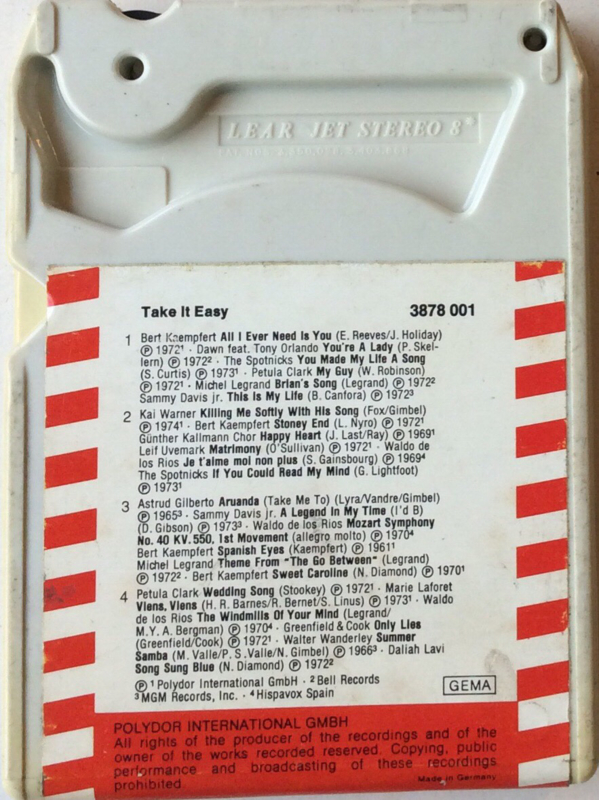 LEAR JET STEREO 8®
Take It Easy 3878 001
1 Bert Kaempfert All I Ever Need Is You (E. Reeves/J. Holiday)
Ⓟ 1972¹ · Dawn feat. Tony Orlando You're A Lady (P. Skel-
lern) Ⓟ 1972² · The Spotnicks You Made My Life A Song
(S. Curtis) Ⓟ 1973¹ · Petula Clark My Guy (W. Robinson)
Ⓟ 1972¹ · Michel Legrand Brian's Song (Legrand) Ⓟ 1972²
Sammy Davis jr. This Is My Life (B. Canfora) Ⓟ 1972³
2 Kai Warner Killing Me Softly With His Song (Fox/Gimbel)
Ⓟ 1974¹ · Bert Kaempfert Stoney End (L. Nyro) Ⓟ 1972¹
Günther Kallmann Chor Happy Heart (J. Last/Ray) Ⓟ 1969¹
Leif Uvemark Matrimony (O'Sullivan) Ⓟ 1972¹ · Waldo de
los Rios Je t'aime moi non plus (S. Gainsbourg) Ⓟ 1969⁴
The Spotnicks If You Could Read My Mind (G. Lightfoot)
Ⓟ 1973¹
3 Astrud Gilberto Aruanda (Take Me To) (Lyra/Vandre/Gimbel)
Ⓟ 1965³ · Sammy Davis jr. A Legend In My Time (I'd B)
(D. Gibson) Ⓟ 1973³ · Waldo de los Rios Mozart Symphony
No. 40 KV. 550, 1st Movement (allegro molto) Ⓟ 1970⁴
Bert Kaempfert Spanish Eyes (Kaempfert) Ⓟ 1961¹
Michel Legrand Theme From "The Go Between" (Legrand)
Ⓟ 1972² · Bert Kaempfert Sweet Caroline (N. Diamond) Ⓟ 1970¹
4 Petula Clark Wedding Song (Stookey) Ⓟ 1972¹ · Marie Laforet
Viens, Viens (H. R. Barnes/R. Bernet/S. Linus) Ⓟ 1973¹ · Waldo
de los Rios The Windmills Of Your Mind (Legrand/
M.Y. A. Bergman) Ⓟ 1970⁴ · Greenfield & Cook Only Lies
(Greenfield/Cook) Ⓟ 1972¹ · Walter Wanderley Summer
Samba (M. Valle/P. S. Valle/N. Gimbel) Ⓟ 1966³ · Daliah Lavi
Song Sung Blue (N. Diamond) Ⓟ 1972²
Ⓟ ¹ Polydor International GmbH · ² Bell Records
³ MGM Records, Inc. · ⁴ Hispavox Spain GEMA
POLYDOR INTERNATIONAL GMBH
All rights of the producer of the recordings and of the
owner of the works recorded reserved. Copying, public
performance and broadcasting of these recordings
prohibited. Made in Germany